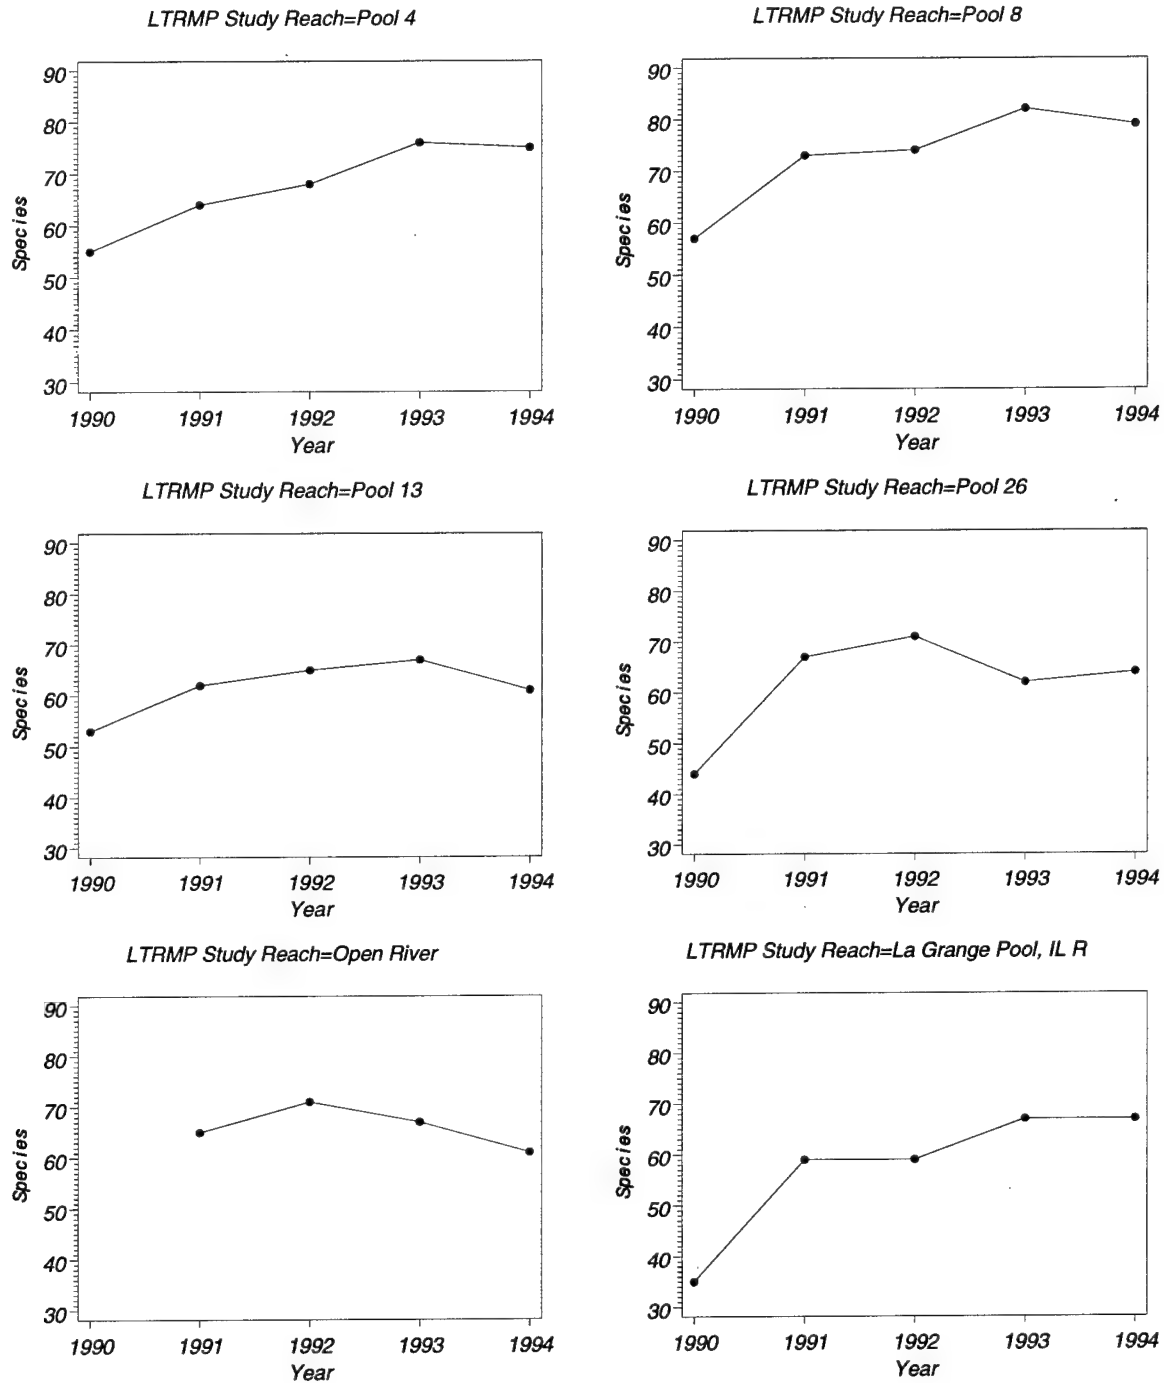 LTRMP Study Reach=Pool 4
90
80
70
60
50
40
30
Species
1990 1991 1992 1993 1994
Year
LTRMP Study Reach=Pool 8
90
80
70
60
50
40
30
Species
1990 1991 1992 1993 1994
Year
LTRMP Study Reach=Pool 13
90
80
70
60
50
40
30
Species
1990 1991 1992 1993 1994
Year
LTRMP Study Reach=Pool 26
90
80
70
60
50
40
30
Species
1990 1991 1992 1993 1994
Year
LTRMP Study Reach=Open River
90
80
70
60
50
40
30
Species
1990 1991 1992 1993 1994
Year
LTRMP Study Reach=La Grange Pool, IL R
90
80
70
60
50
40
30
Species
1990 1991 1992 1993 1994
Year